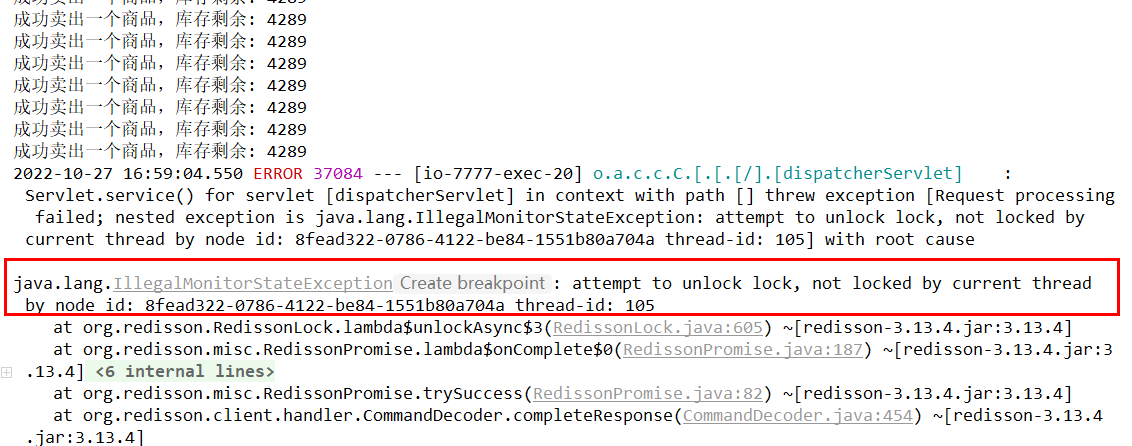 成功卖出一个商品，库存剩余: 4289
成功卖出一个商品，库存剩余: 4289
成功卖出一个商品，库存剩余: 4289
成功卖出一个商品，库存剩余: 4289
成功卖出一个商品，库存剩余: 4289
成功卖出一个商品，库存剩余: 4289
成功卖出一个商品，库存剩余: 4289
成功卖出一个商品，库存剩余: 4289
2022-10-27 16:59:04.550 ERROR 37084 --- [io-7777-exec-20] o.a.c.c.C.[.[.[/].[dispatcherServlet]    :
Servlet.service() for servlet [dispatcherServlet] in context with path [] threw exception [Request processing
failed; nested exception is java.lang.IllegalMonitorStateException: attempt to unlock lock, not locked by
current thread by node id: 8fead322-0786-4122-be84-1551b80a704a thread-id: 105] with root cause
java.lang.IllegalMonitorStateException Create breakpoint : attempt to unlock lock, not locked by current thread
by node id: 8fead322-0786-4122-be84-1551b80a704a thread-id: 105
at org.redisson.RedissonLock.lambda$unlockAsync$3(RedissonLock.java:605) ~[redisson-3.13.4.jar:3.13.4]
at org.redisson.misc.RedissonPromise.lambda$onComplete$0(RedissonPromise.java:187) ~[redisson-3.13.4.jar:3
.13.4] <6 internal lines>
at org.redisson.misc.RedissonPromise.trySuccess(RedissonPromise.java:82) ~[redisson-3.13.4.jar:3.13.4]
at org.redisson.client.handler.CommandDecoder.completeResponse(CommandDecoder.java:454) ~[redisson-3.13.4
.jar:3.13.4]